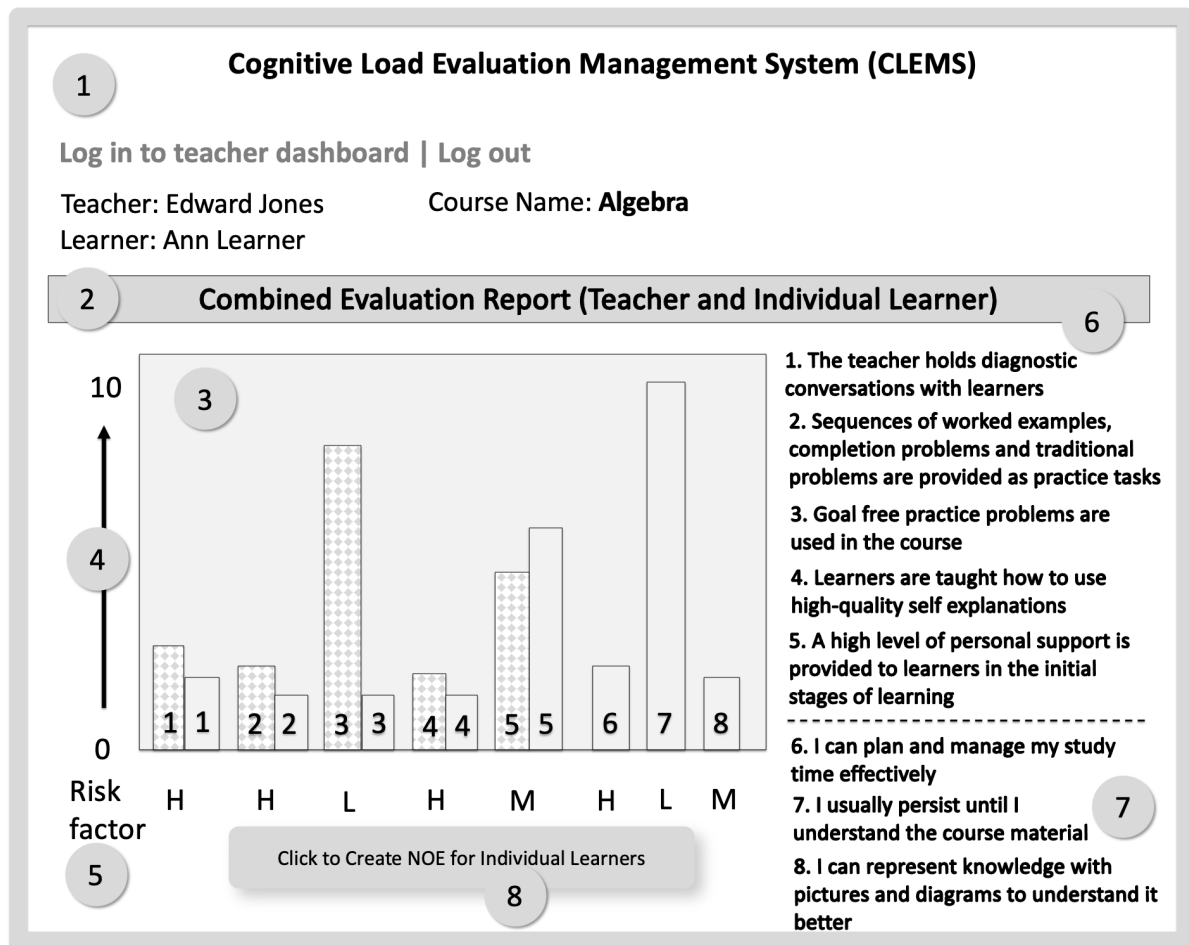 1
Cognitive Load Evaluation Management System (CLEMS)
Log in to teacher dashboard | Log out
Teacher: Edward Jones
Course Name: Algebra
Learner: Ann Learner
2
Combined Evaluation Report (Teacher and Individual Learner)
6
10
3
4
0
1 1 2 2 3 3 4 4 5 5 6 7 8
Risk
factor
H H L H M H L M
5
Click to Create NOE for Individual Learners
8
1. The teacher holds diagnostic
conversations with learners
2. Sequences of worked examples,
completion problems and traditional
problems are provided as practice tasks
3. Goal free practice problems are
used in the course
4. Learners are taught how to use
high-quality self explanations
5. A high level of personal support is
provided to learners in the initial
stages of learning
6. I can plan and manage my study
time effectively
7. I usually persist until I
understand the course material
7
8. I can represent knowledge with
pictures and diagrams to understand it
better